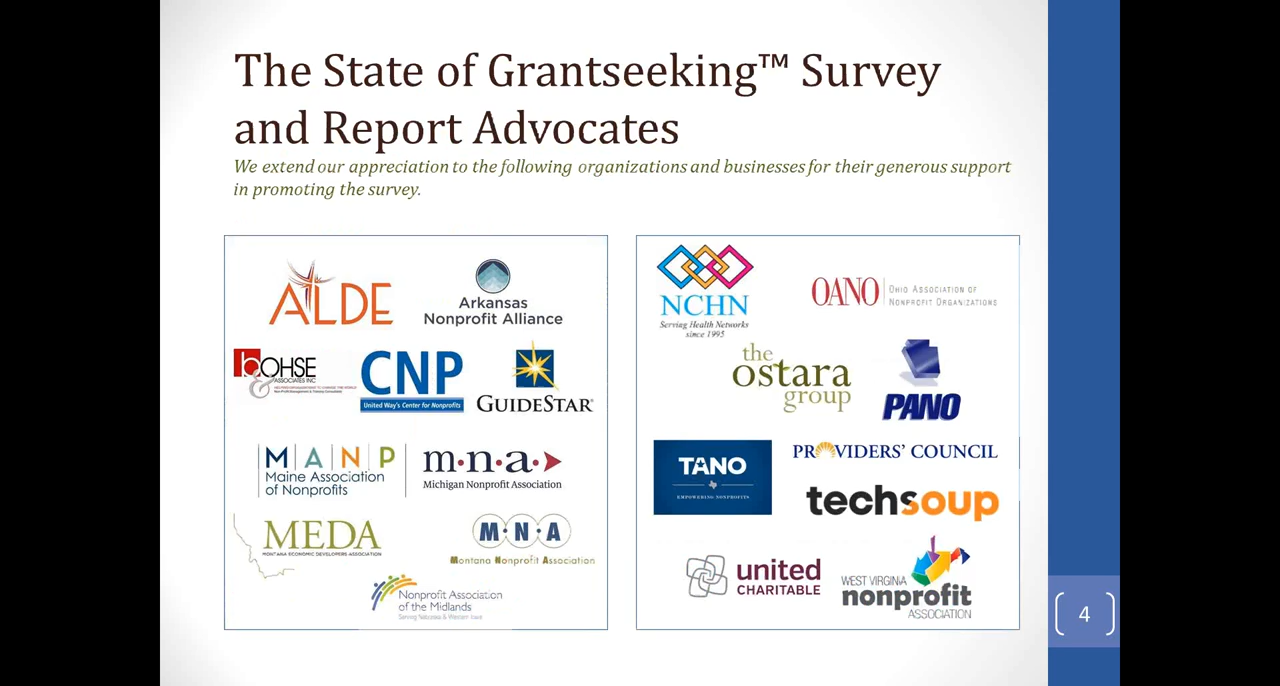 The State of Grantseeking™ Survey
and Report Advocates
We extend our appreciation to the following organizations and businesses for their generous support
in promoting the survey.
ALDE
Arkansas
Nonprofit Alliance
bOHSE
& ASSOCIATES INC
CNP
United Way's Center for Nonprofits
GUIDESTAR®
MANP
Maine Association
of Nonprofits
m·n·a·
Michigan Nonprofit Association
MEDA
MONTANA ECONOMIC DEVELOPERS ASSOCIATION
M·N·A
Montana Nonprofit Association
Nonprofit Association
of the Midlands
Serving Nebraska & Western Iowa
NCHN
Serving Health Networks
since 1995
OANO
OHIO ASSOCIATION OF
NONPROFIT ORGANIZATIONS
the
ostara
group
PANO
TANO
EMPOWERING NONPROFITS
PROVIDERS' COUNCIL
techsoup
united
CHARITABLE
WEST VIRGINIA
nonprofit
ASSOCIATION
4